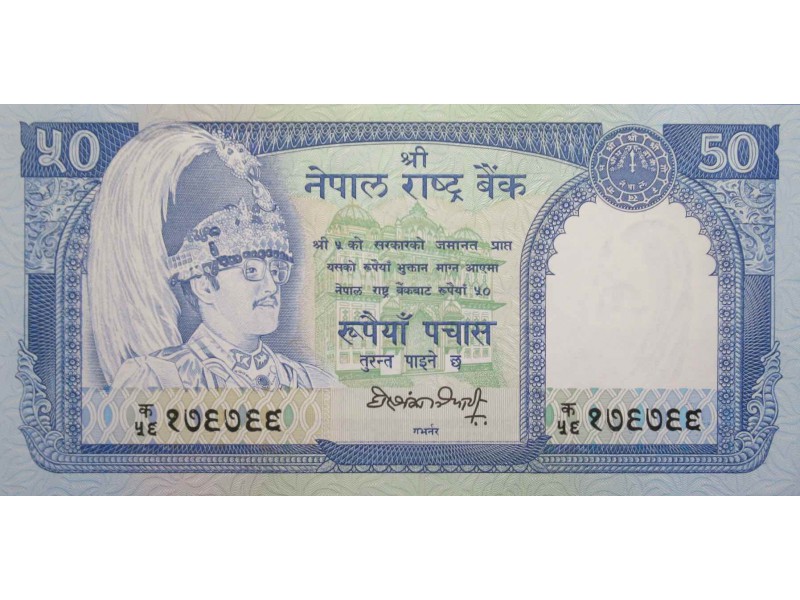 ५०
श्री
50
नेपाल राष्ट्र बैंक
श्री ५ को सरकारको जमानत प्राप्त
यसको रूपैयाँ भुक्तान माग्न आएमा
नेपाल राष्ट्र बैंकबाट रूपैयाँ ५०
रूपैयाँ पचास
तुरन्त पाइने छ
क
५६ १७६७६६
गभर्नर
क
५६ १७६७६६